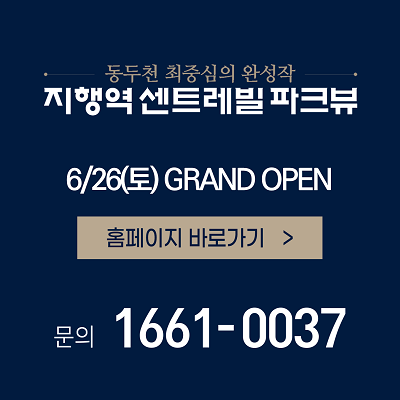 동두천 최중심의 완성작
지행역 센트레빌 파크뷰
6/26(토) GRAND OPEN
홈페이지 바로가기 >
문의 1661-0037